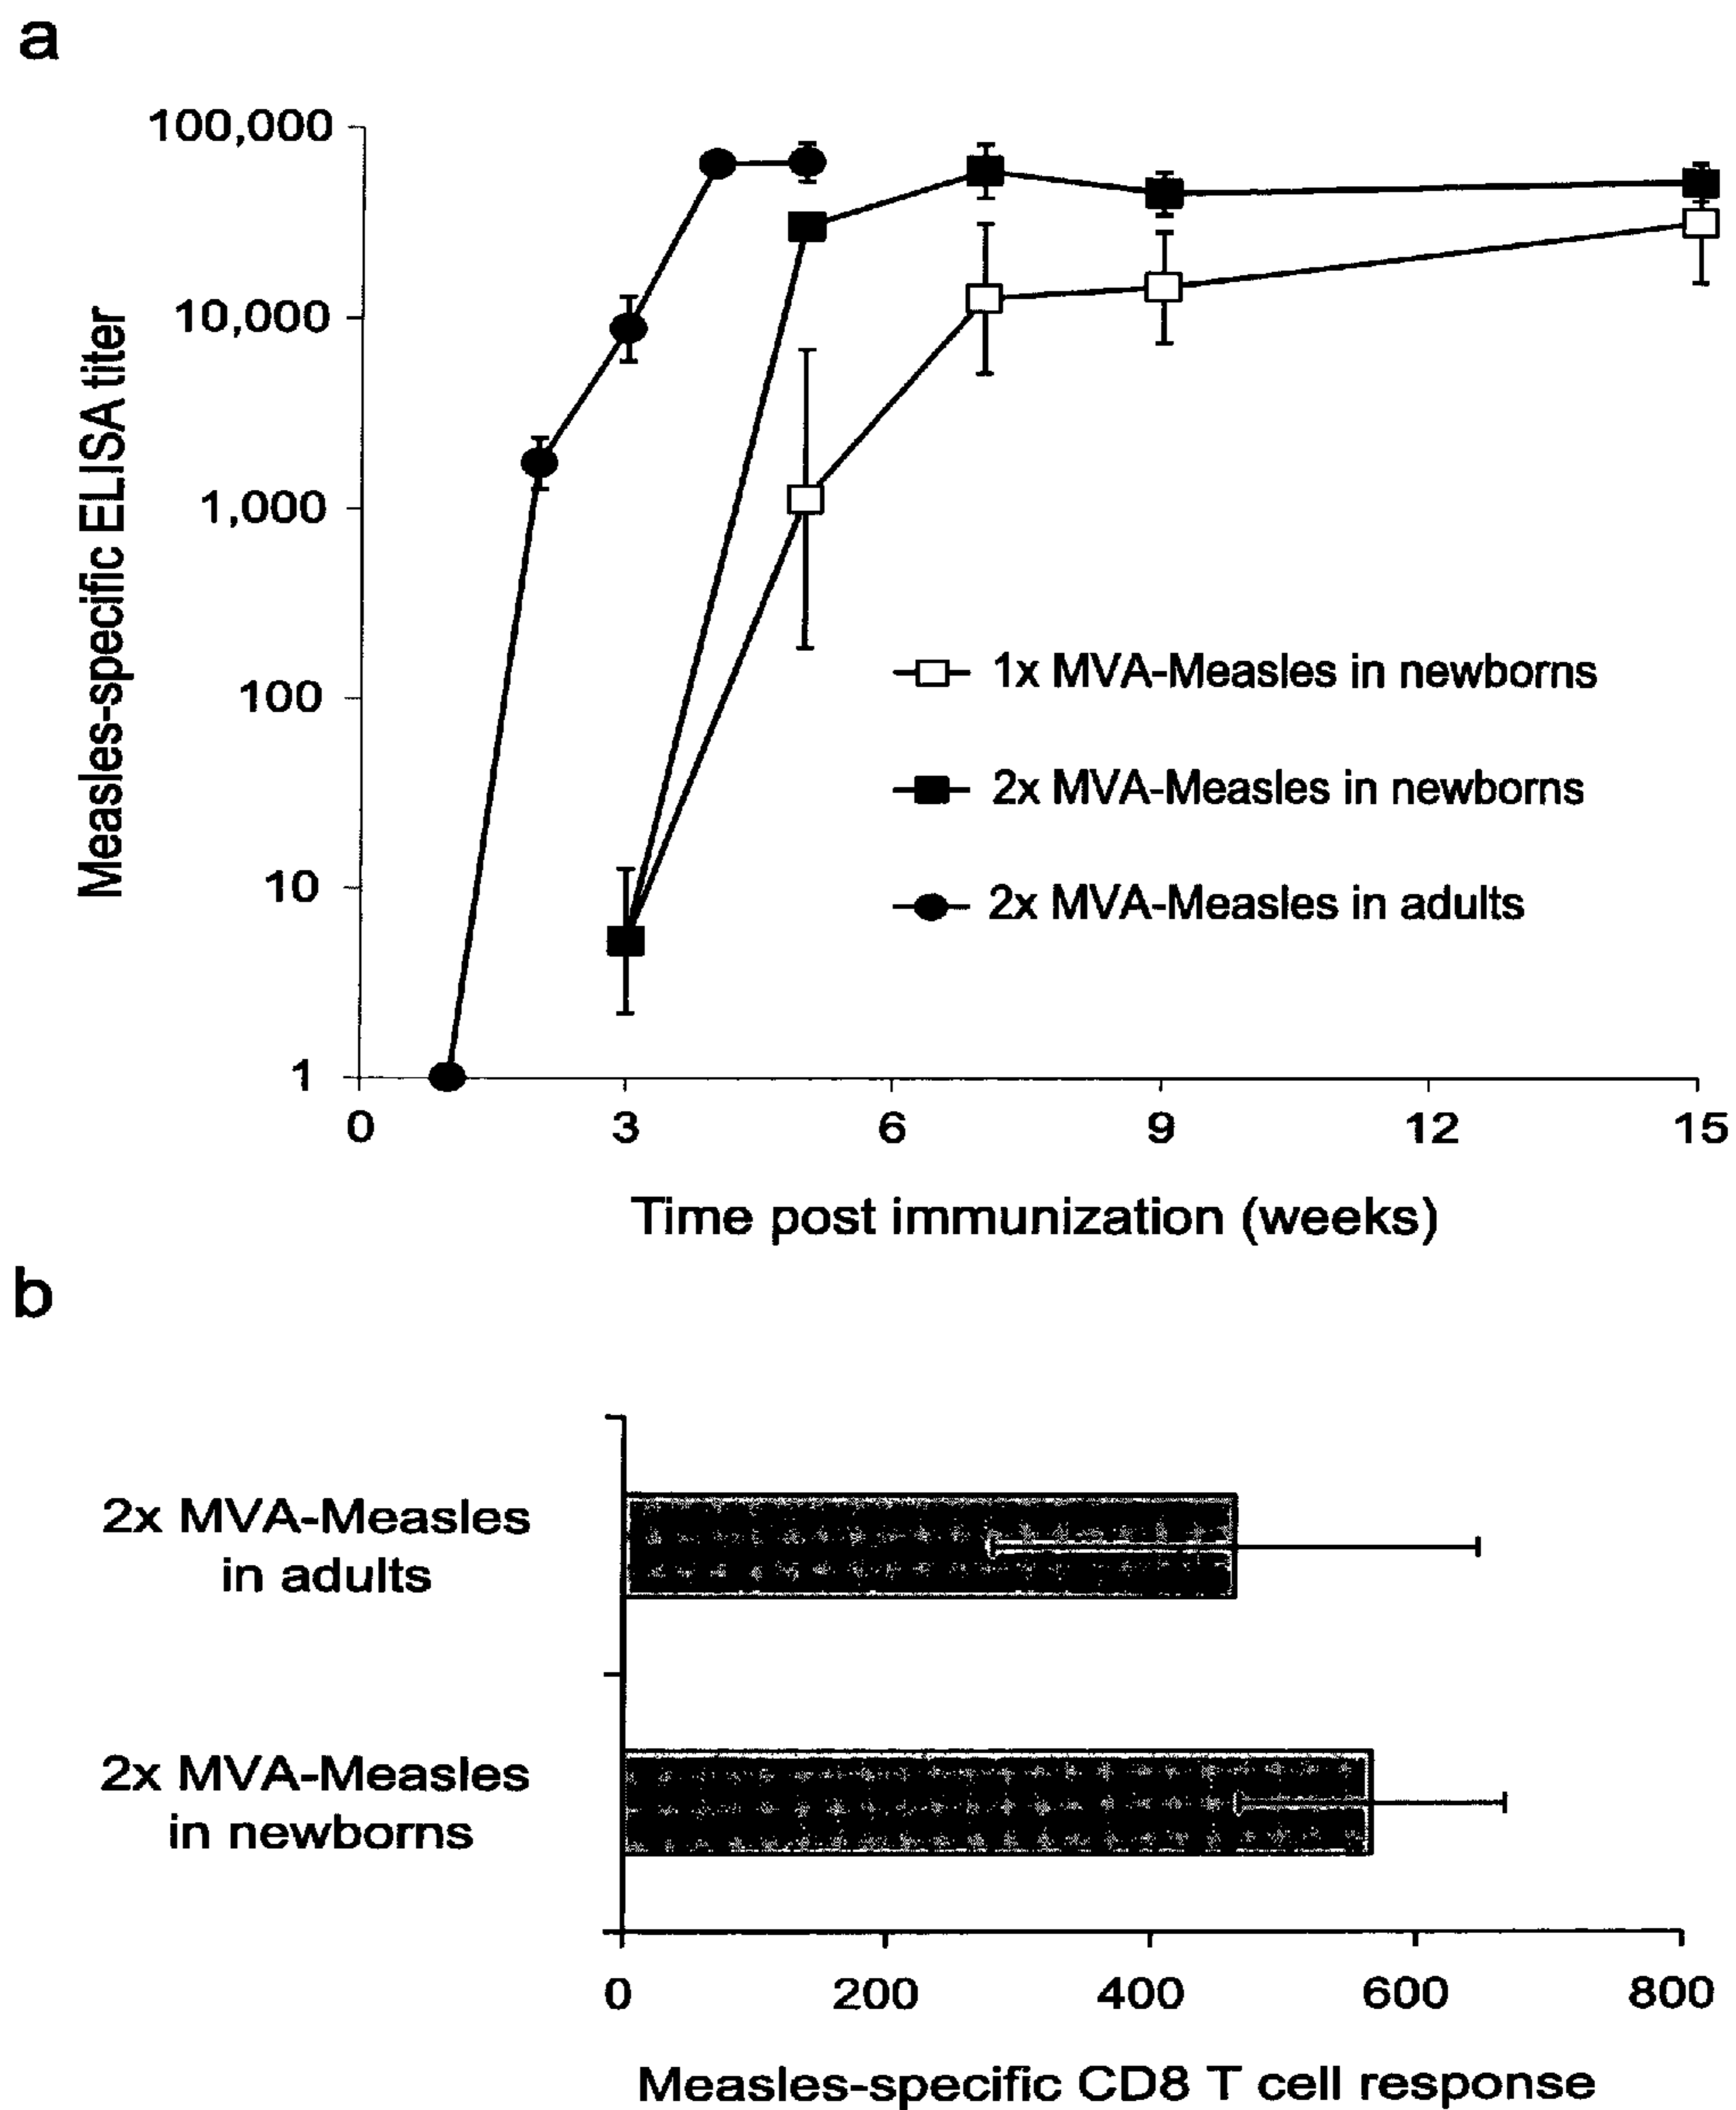 a
100,000
10,000
1,000
100
10
1
Measles-specific ELISA titer
1x MVA-Measles in newborns
2x MVA-Measles in newborns
2x MVA-Measles in adults
0 3 6 9 12 15
Time post immunization (weeks)
b
2x MVA-Measles
in adults
2x MVA-Measles
in newborns
0 200 400 600 800
Measles-specific CD8 T cell response